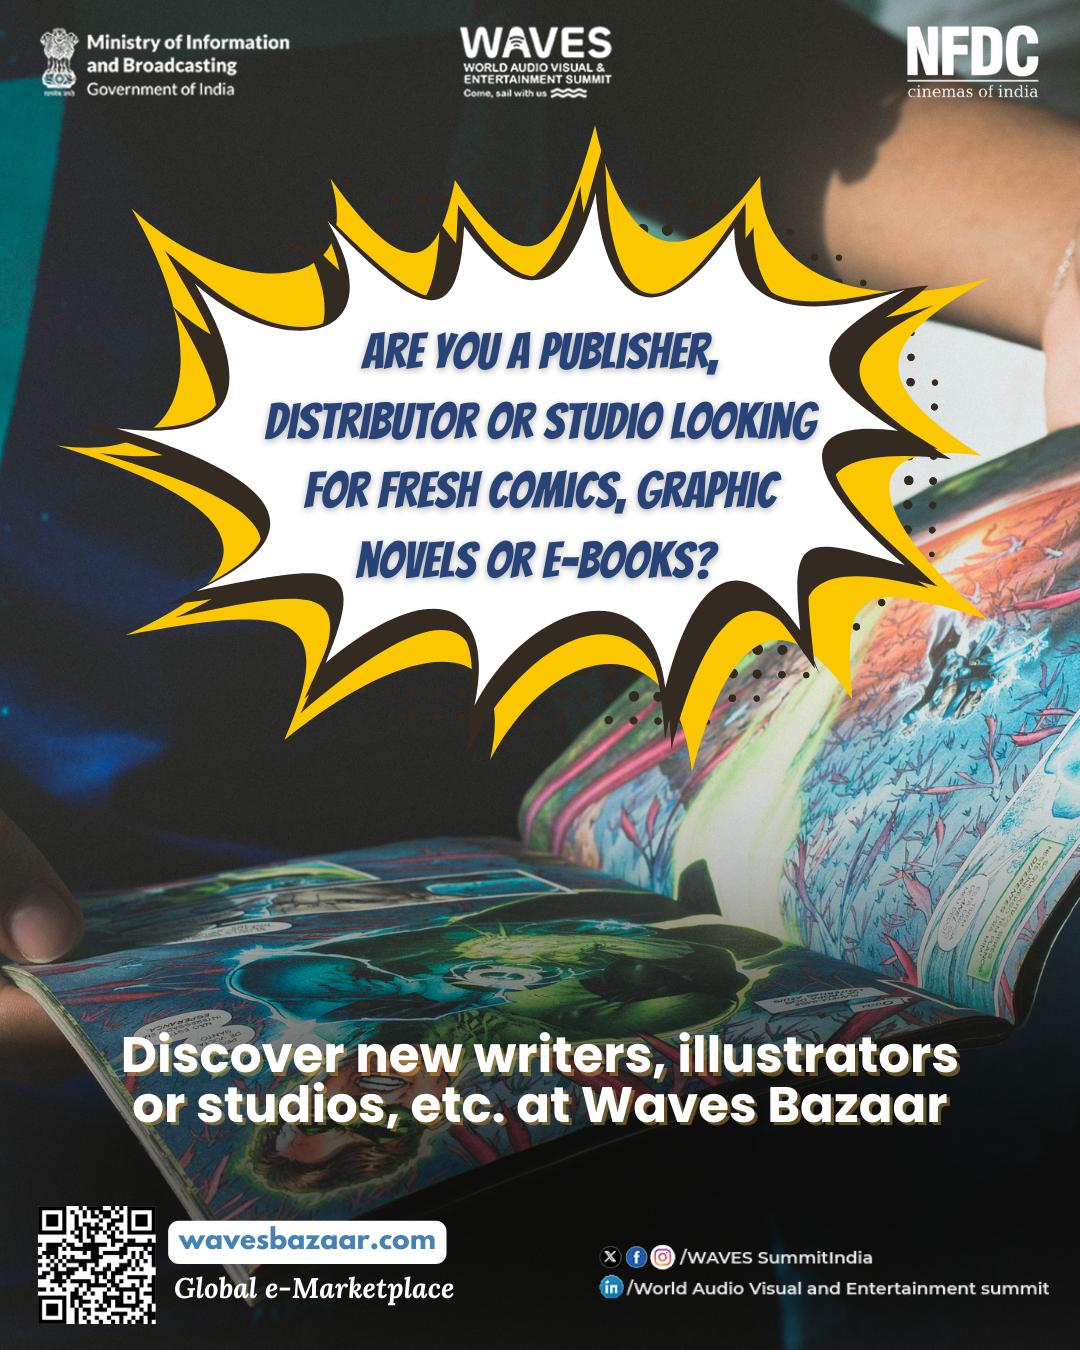 Ministry of Information
and Broadcasting
Government of India
WAVES
WORLD AUDIO VISUAL &
ENTERTAINMENT SUMMIT
Come, sail with us
NFDC
cinemas of india
ARE YOU A PUBLISHER,
DISTRIBUTOR OR STUDIO LOOKING
FOR FRESH COMICS, GRAPHIC
NOVELS OR E-BOOKS?
Discover new writers, illustrators
or studios, etc. at Waves Bazaar
wavesbazaar.com
Global e-Marketplace
/WAVES SummitIndia
/World Audio Visual and Entertainment summit